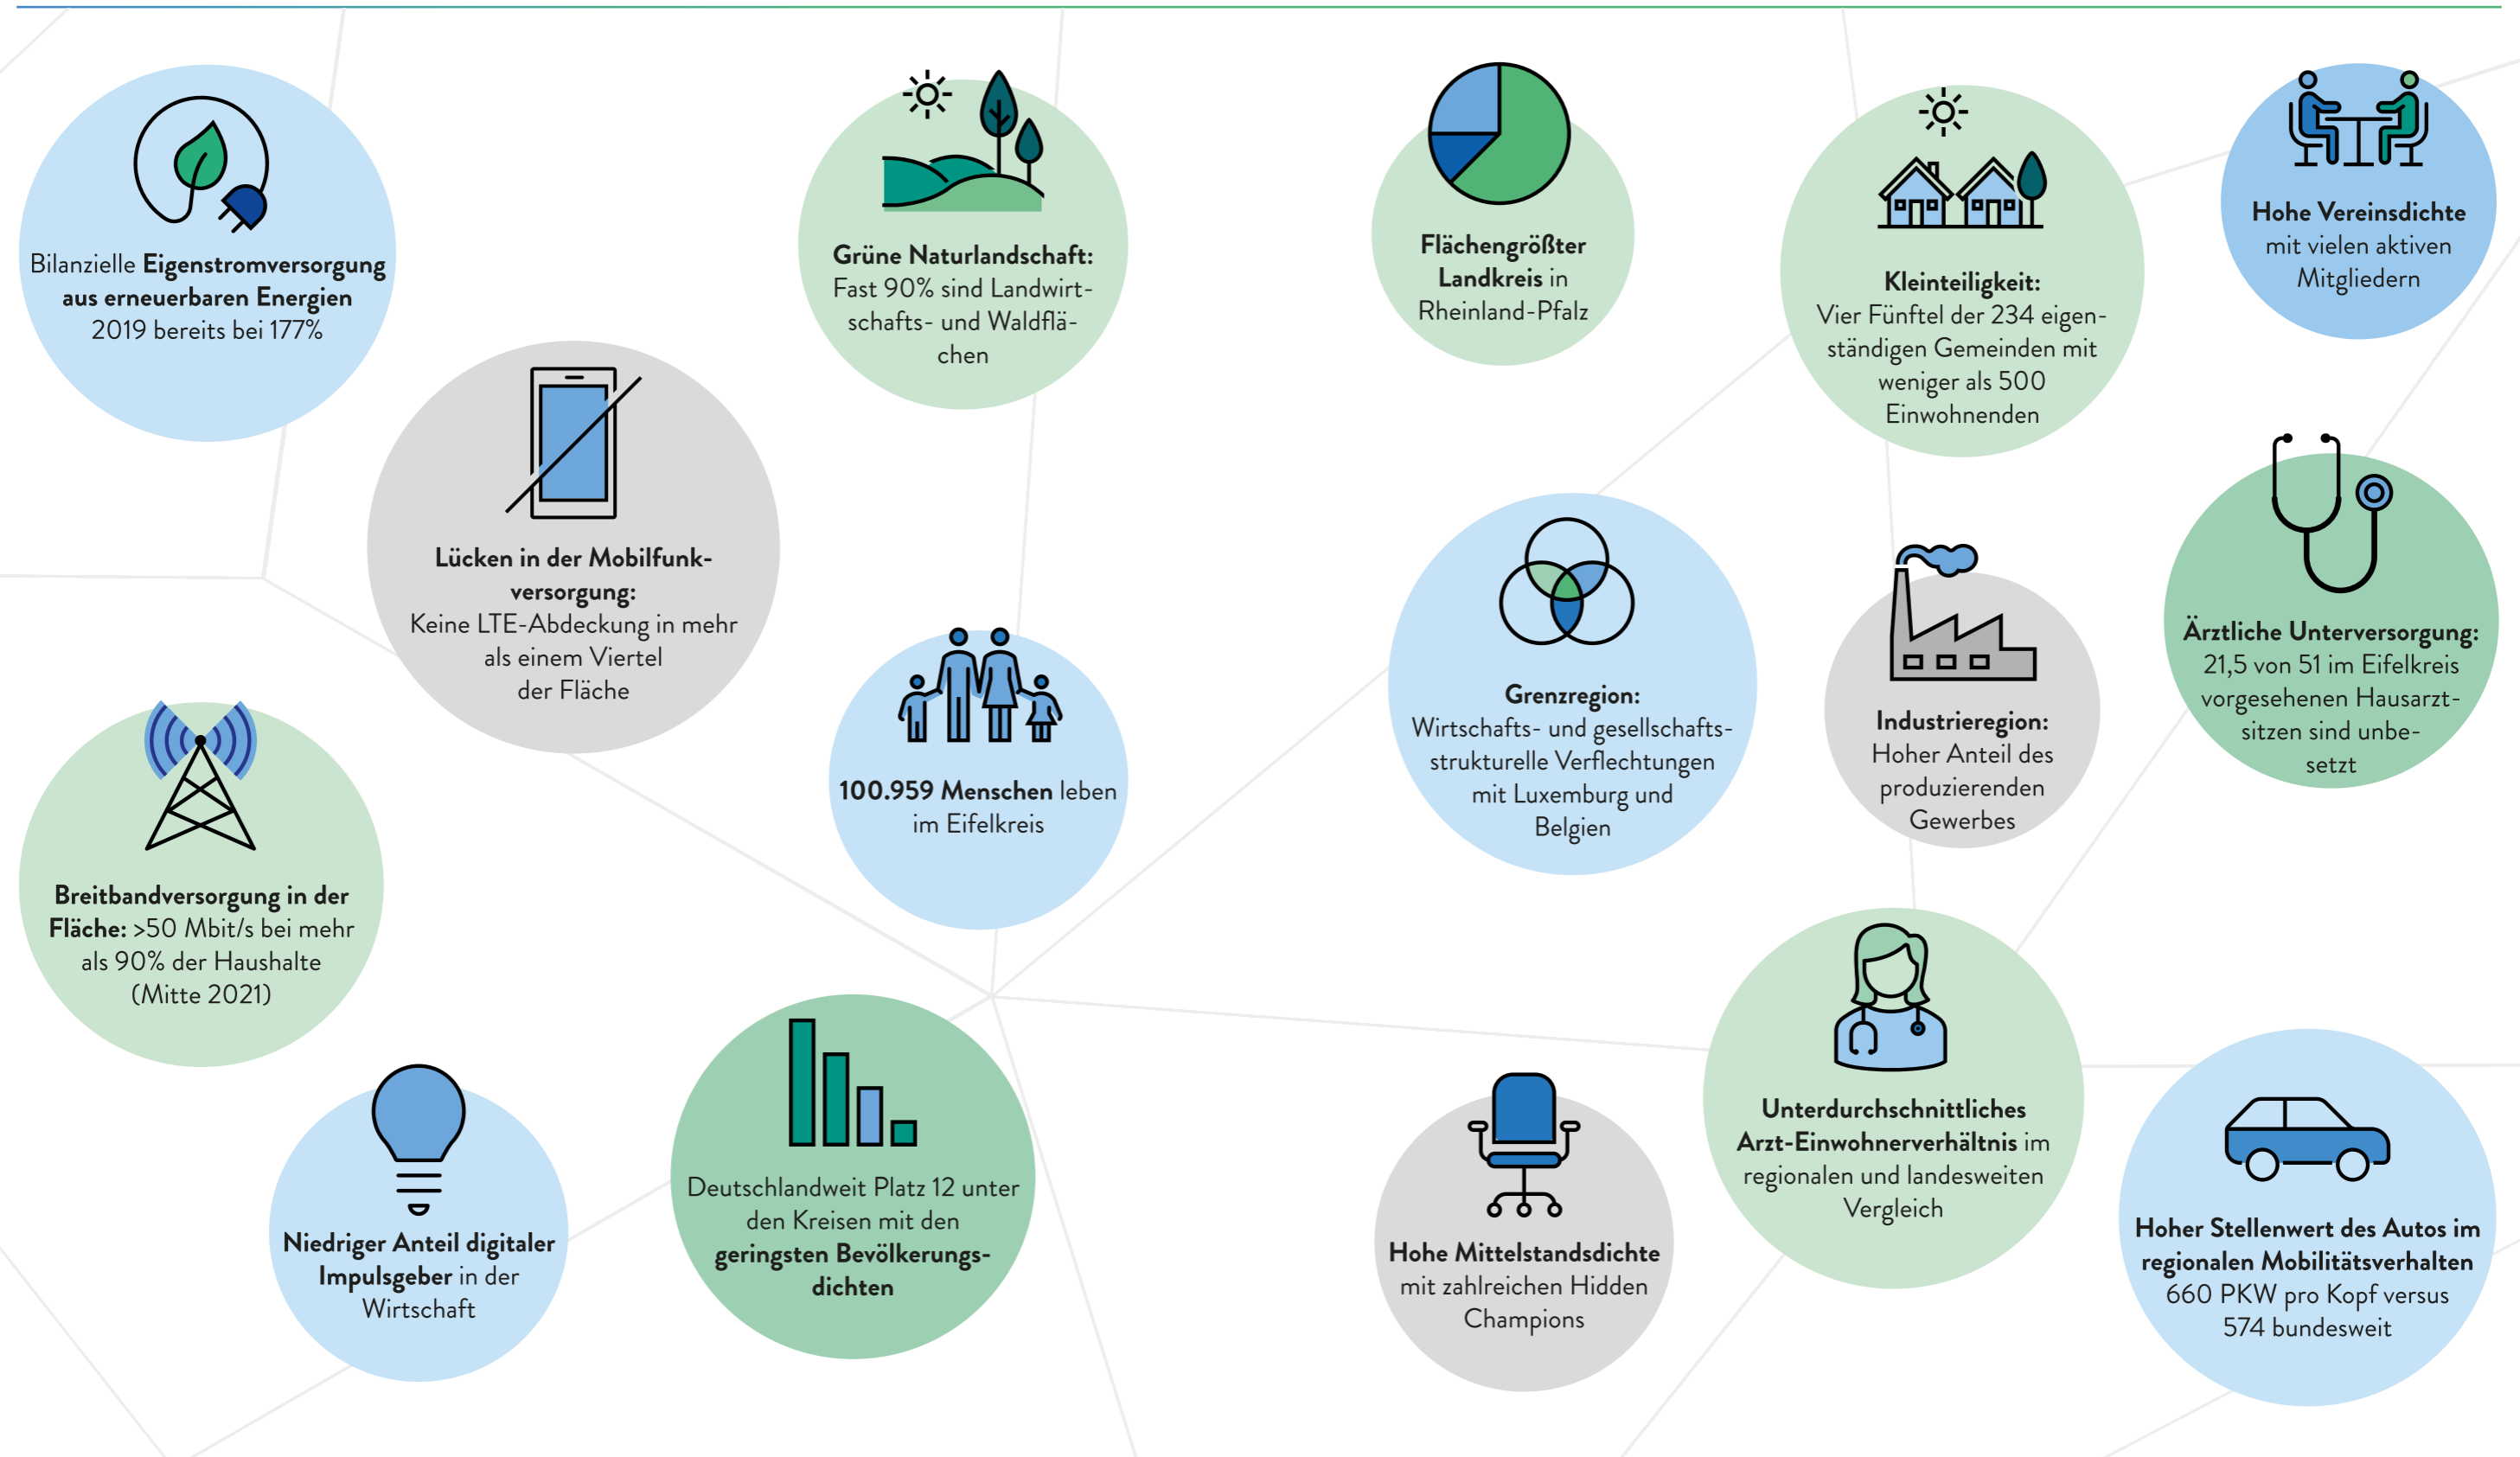 Bilanzielle Eigenstromversorgung
aus erneuerbaren Energien
2019 bereits bei 177%
Grüne Naturlandschaft:
Fast 90% sind Landwirt-
schafts- und Waldflä-
chen
Flächengrößter
Landkreis in
Rheinland-Pfalz
Kleinteiligkeit:
Vier Fünftel der 234 eigen-
ständigen Gemeinden mit
weniger als 500
Einwohnenden
Hohe Vereinsdichte
mit vielen aktiven
Mitgliedern
Lücken in der Mobilfunk-
versorgung:
Keine LTE-Abdeckung in mehr
als einem Viertel
der Fläche
100.959 Menschen leben
im Eifelkreis
Grenzregion:
Wirtschafts- und gesellschafts-
strukturelle Verflechtungen
mit Luxemburg und
Belgien
Industrieregion:
Hoher Anteil des
produzierenden
Gewerbes
Ärztliche Unterversorgung:
21,5 von 51 im Eifelkreis
vorgesehenen Hausarzt-
sitzen sind unbe-
setzt
Breitbandversorgung in der
Fläche: >50 Mbit/s bei mehr
als 90% der Haushalte
(Mitte 2021)
Niedriger Anteil digitaler
Impulsgeber in der
Wirtschaft
Deutschlandweit Platz 12 unter
den Kreisen mit den
geringsten Bevölkerungs-
dichten
Hohe Mittelstandsdichte
mit zahlreichen Hidden
Champions
Unterdurchschnittliches
Arzt-Einwohnerverhältnis im
regionalen und landesweiten
Vergleich
Hoher Stellenwert des Autos im
regionalen Mobilitätsverhalten
660 PKW pro Kopf versus
574 bundesweit